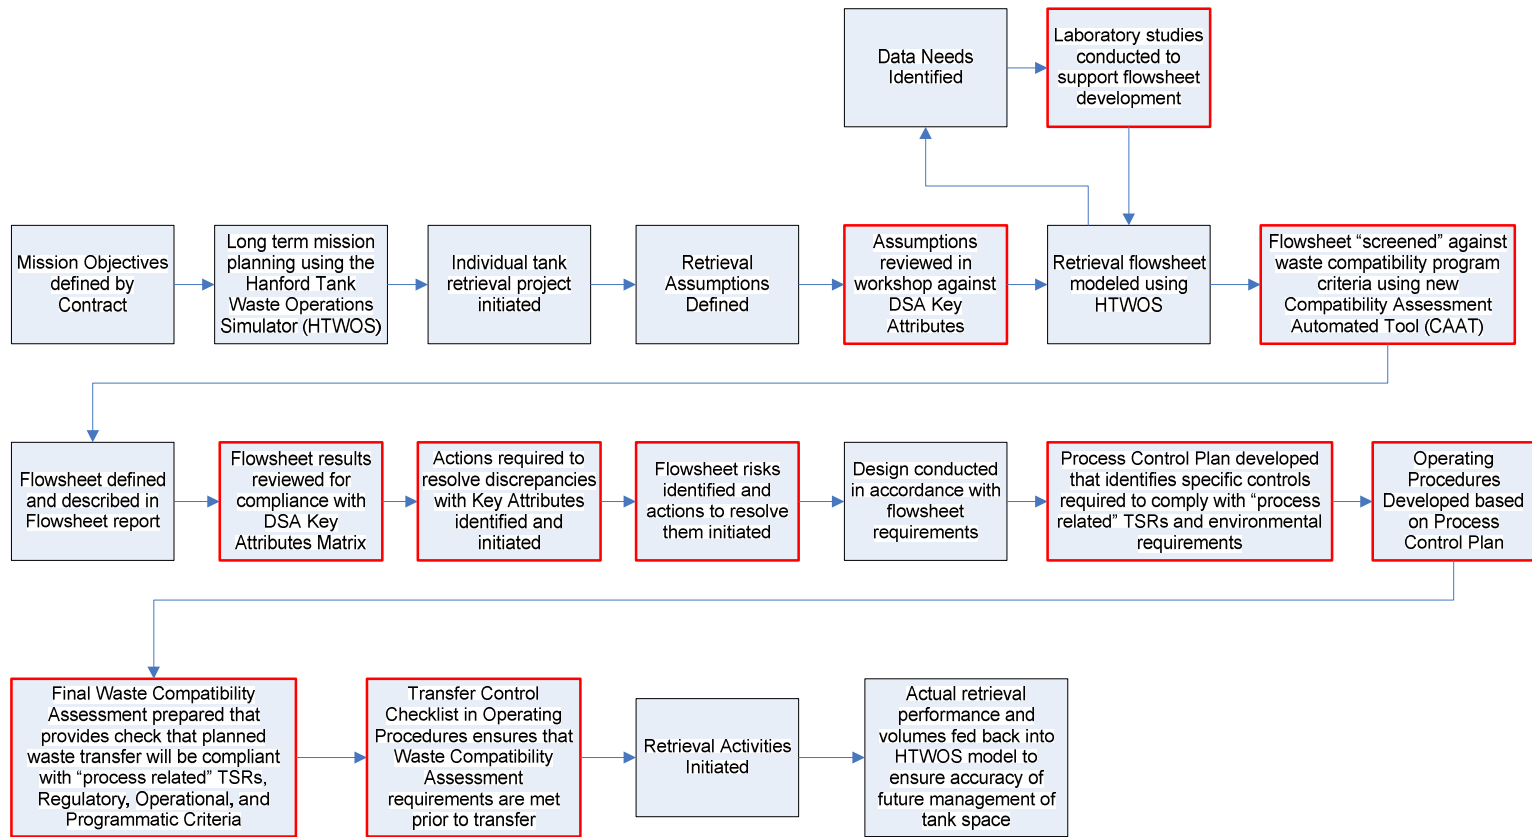 Data Needs
Identified
Laboratory studies
conducted to
support flowsheet
development
Mission Objectives
defined by
Contract
Long term mission
planning using the
Hanford Tank
Waste Operations
Simulator (HTWOS)
Individual tank
retrieval project
initiated
Retrieval
Assumptions
Defined
Assumptions
reviewed in
workshop against
DSA Key
Attributes
Retrieval flowsheet
modeled using
HTWOS
Flowsheet “screened” against
waste compatibility program
criteria using new
Compatibility Assessment
Automated Tool (CAAT)
Flowsheet defined
and described in
Flowsheet report
Flowsheet results
reviewed for
compliance with
DSA Key
Attributes Matrix
Actions required to
resolve discrepancies
with Key Attributes
identified and
initiated
Flowsheet risks
identified and
actions to resolve
them initiated
Design conducted
in accordance with
flowsheet
requirements
Process Control Plan developed
that identifies specific controls
required to comply with “process
related” TSRs and environmental
requirements
Operating
Procedures
Developed based
on Process
Control Plan
Final Waste Compatibility
Assessment prepared that
provides check that planned
waste transfer will be compliant
with “process related” TSRs,
Regulatory, Operational, and
Programmatic Criteria
Transfer Control
Checklist in Operating
Procedures ensures that
Waste Compatibility
Assessment
requirements are met
prior to transfer
Retrieval Activities
Initiated
Actual retrieval
performance and
volumes fed back into
HTWOS model to
ensure accuracy of
future management of
tank space